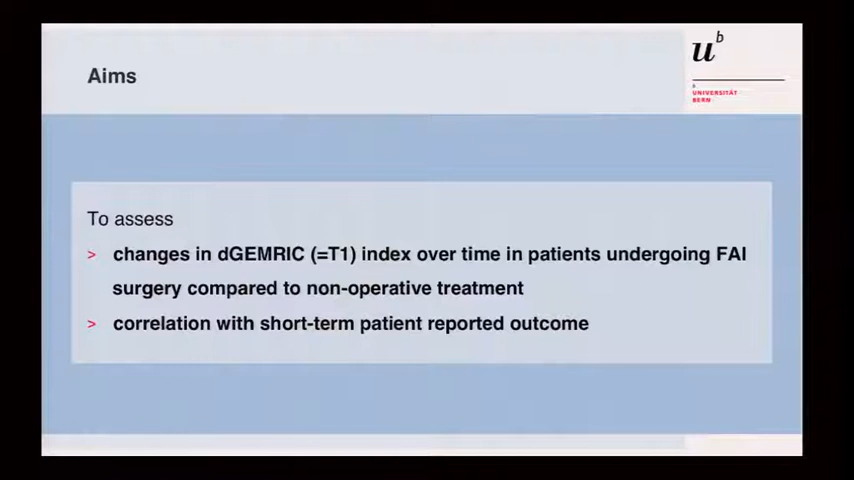 Aims
u b
b
UNIVERSITÄT
BERN
To assess
> changes in dGEMRIC (=T1) index over time in patients undergoing FAI
surgery compared to non-operative treatment
> correlation with short-term patient reported outcome